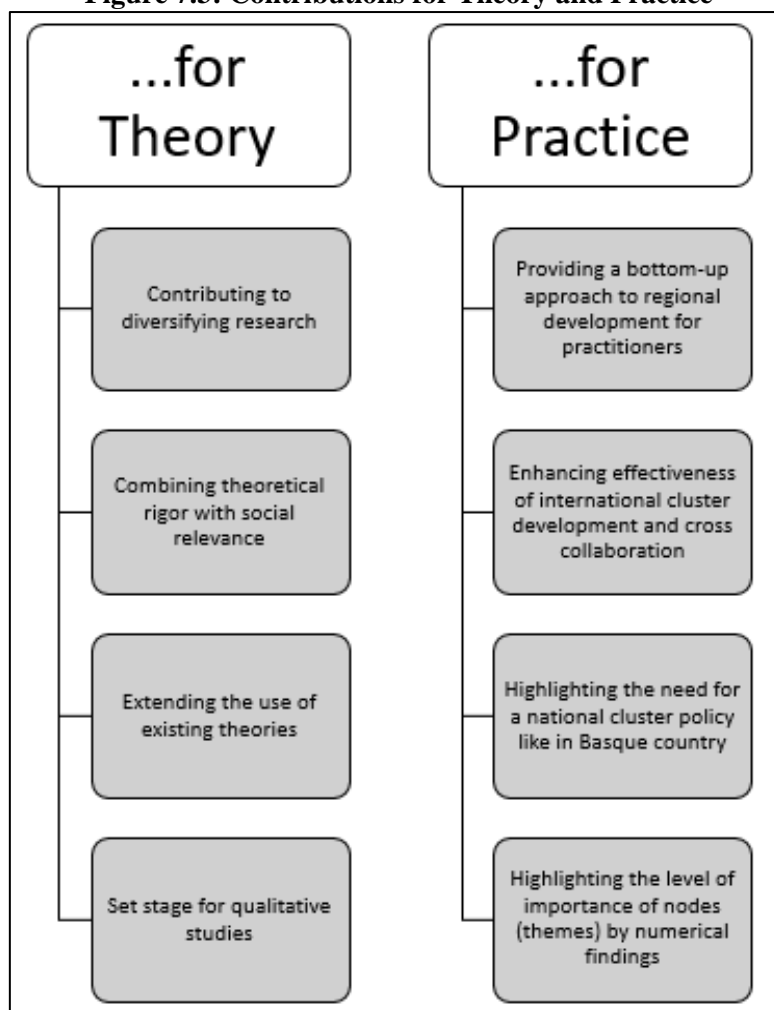 Figure 7.5: Contributions for Theory and Practice
...for
Theory
Contributing to
diversifying research
Combining theoretical
rigor with social
relevance
Extending the use of
existing theories
Set stage for qualitative
studies
...for
Practice
Providing a bottom-up
approach to regional
development for
practitioners
Enhancing effectiveness
of international cluster
development and cross
collaboration
Highlighting the need for
a national cluster policy
like in Basque country
Highlighting the level of
importance of nodes
(themes) by numerical
findings